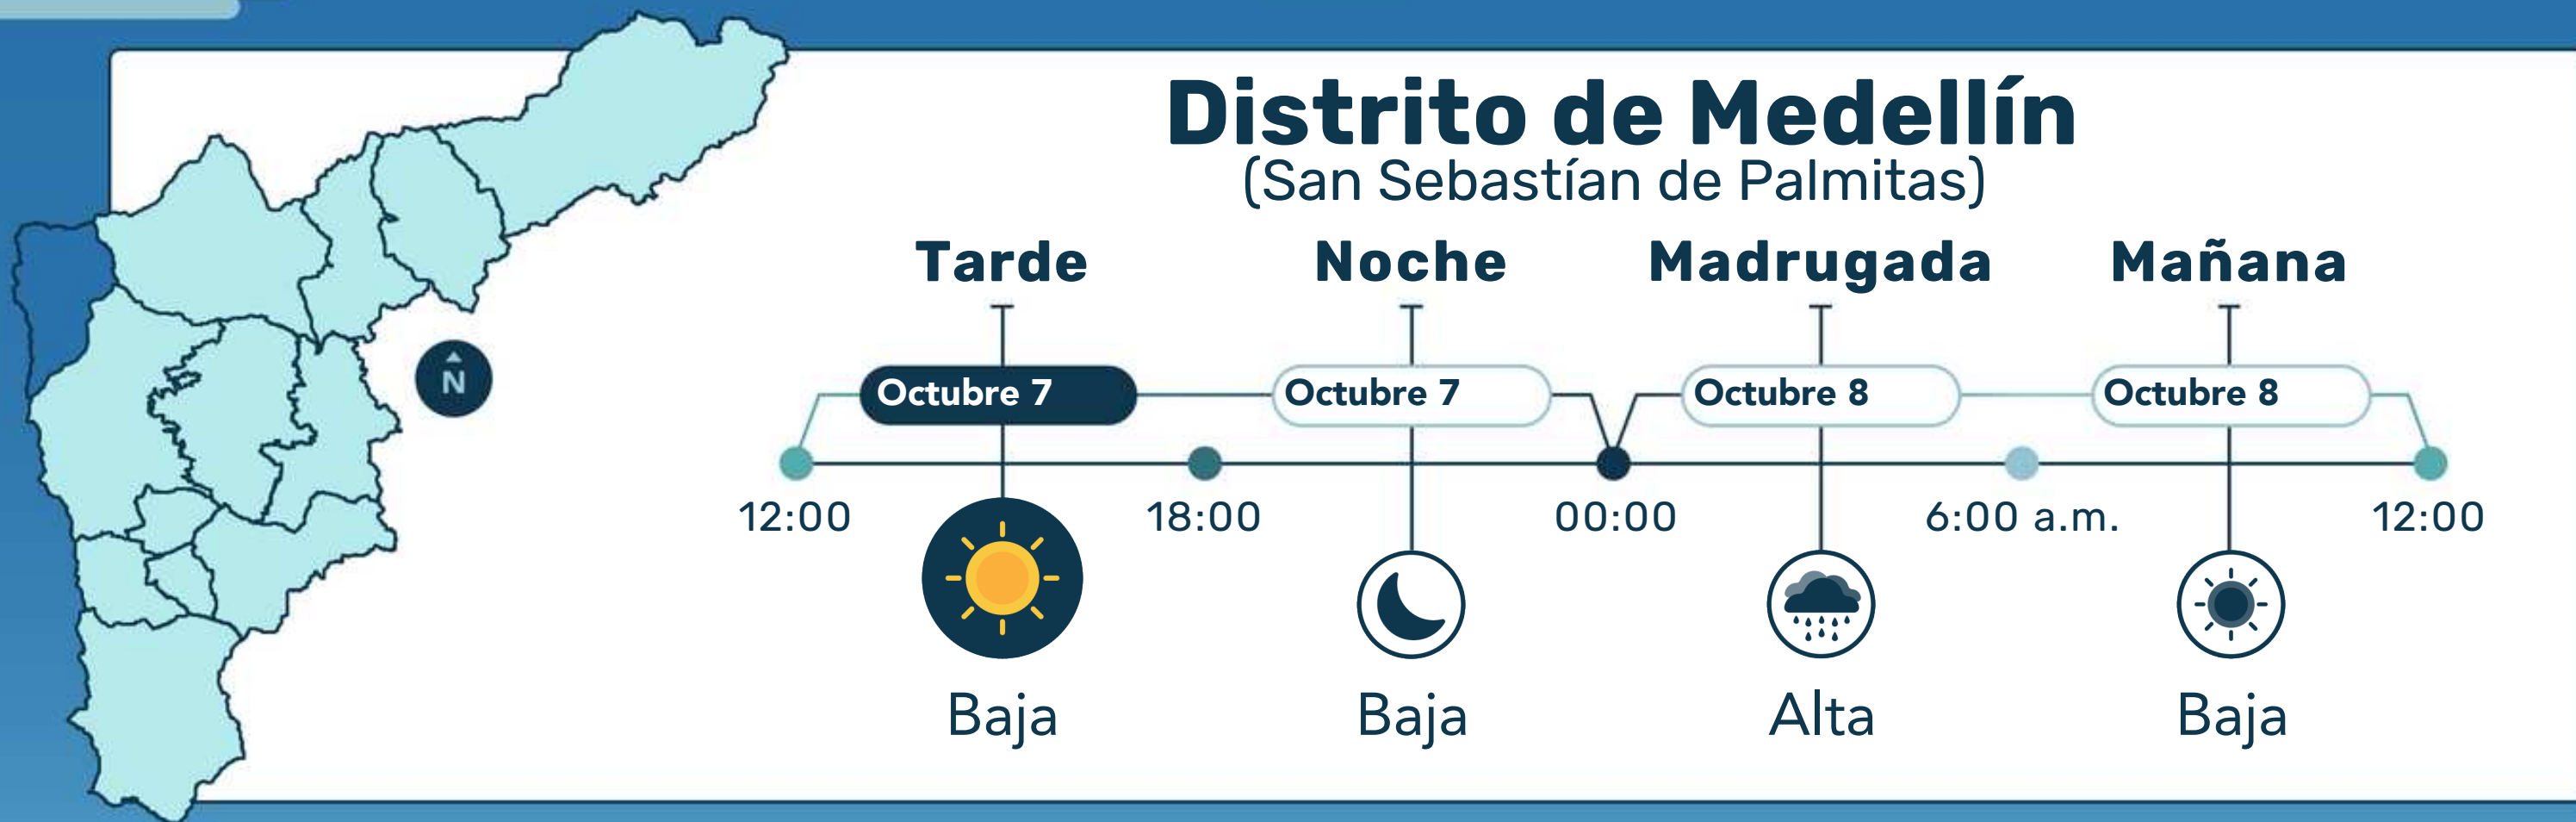 Distrito de Medellín
(San Sebastían de Palmitas)
Tarde Noche Madrugada Mañana
Octubre 7 Octubre 7 Octubre 8 Octubre 8
N
12:00 18:00 00:00 6:00 a.m. 12:00
Baja Baja Alta Baja